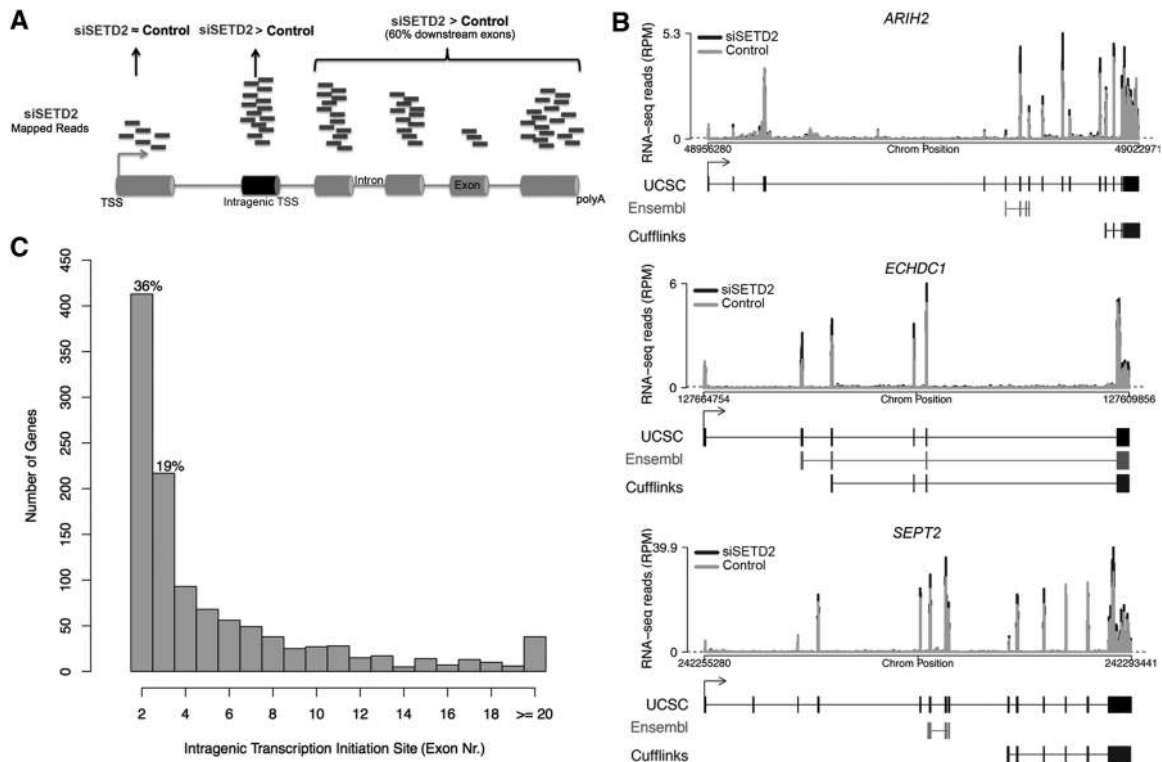 A
siSETD2 ≈ Control
siSETD2 > Control
siSETD2 > Control
(60% downstream exons)
siSETD2
Mapped Reads
TSS
Intragenic TSS
Intron
Exon
polyA
B
ARIH2
siSETD2
Control
RNA-seq reads (RPM)
5.3
0
48956280
Chrom Position
49022971
UCSC
Ensembl
Cufflinks
ECHDC1
siSETD2
Control
RNA-seq reads (RPM)
6
0
127664754
Chrom Position
127609856
UCSC
Ensembl
Cufflinks
SEPT2
siSETD2
Control
RNA-seq reads (RPM)
39.9
0
242255280
Chrom Position
242293441
UCSC
Ensembl
Cufflinks
C
Number of Genes
450
400
350
300
250
200
150
100
50
0
36%
19%
2 4 6 8 10 12 14 16 18 >= 20
Intragenic Transcription Initiation Site (Exon Nr.)